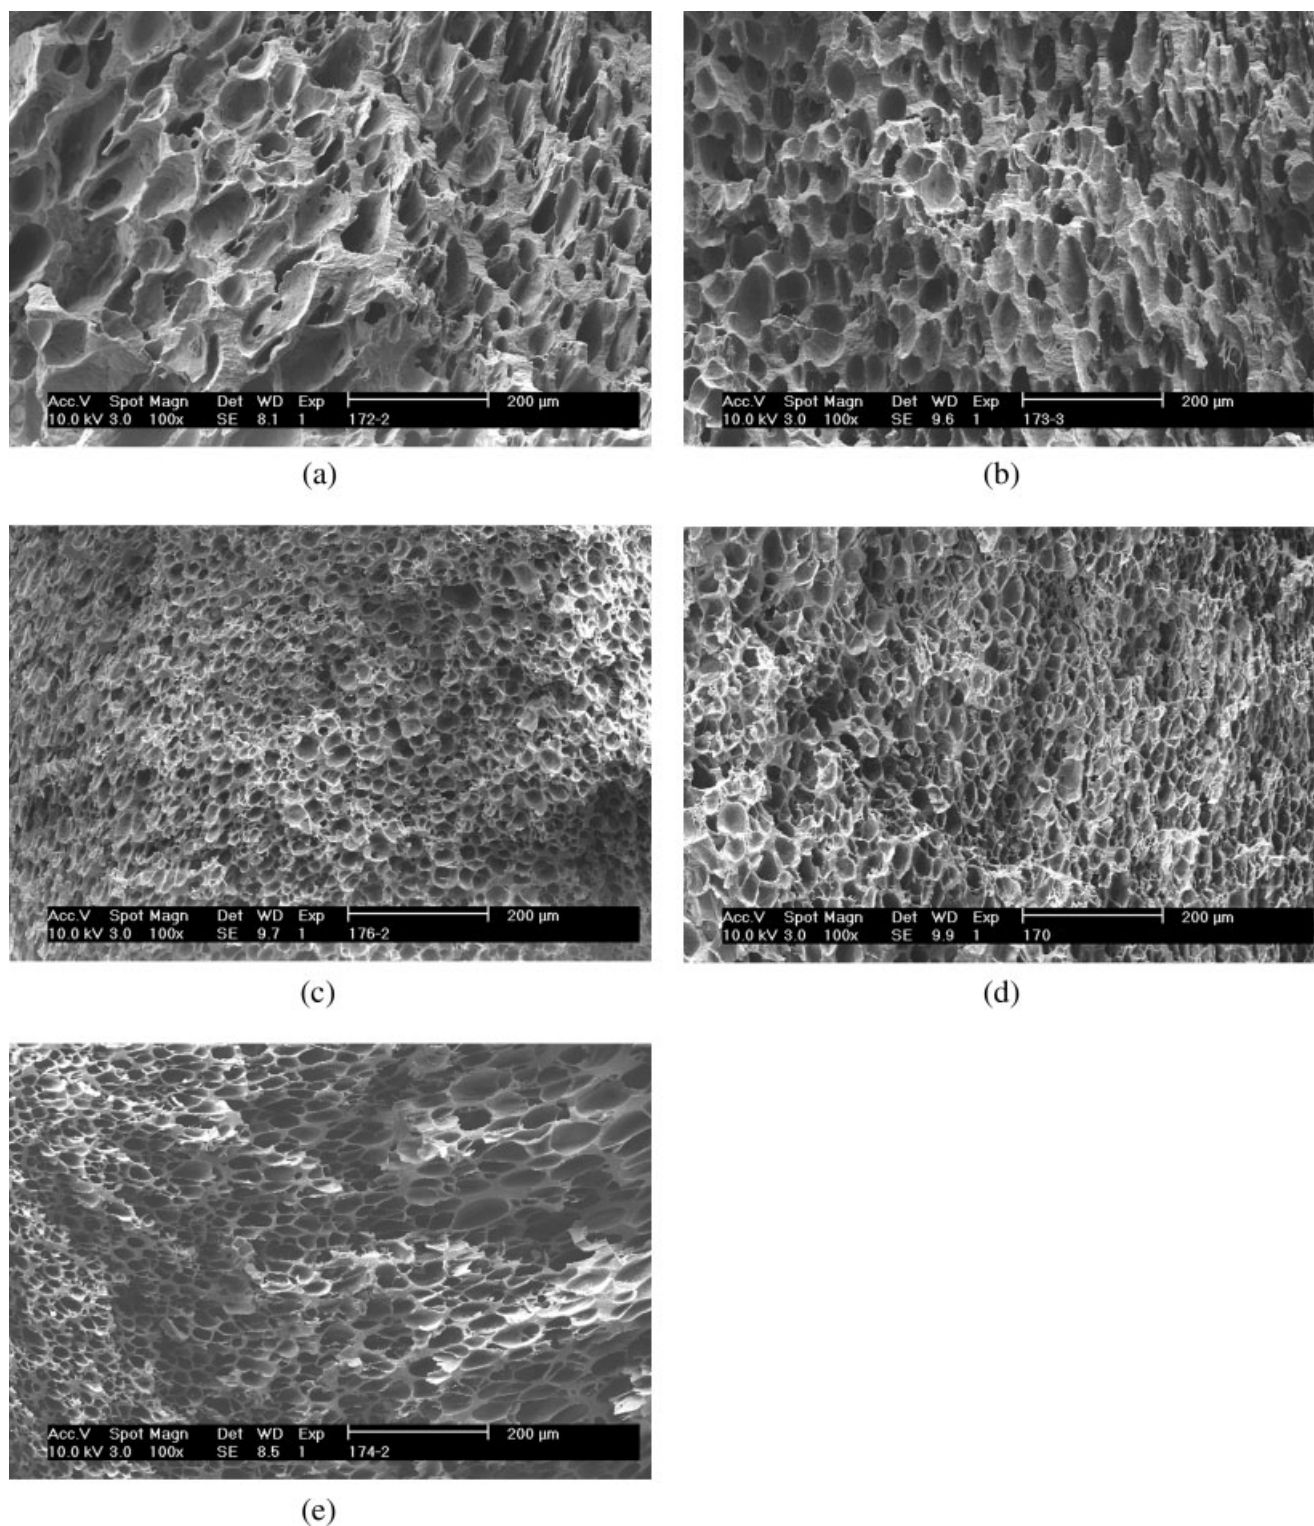 Acc.V Spot Magn Det WD Exp 200 µm
10.0 kV 3.0 100x SE 8.1 1 172-2
(a)
Acc.V Spot Magn Det WD Exp 200 µm
10.0 kV 3.0 100x SE 9.6 1 173-3
(b)
Acc.V Spot Magn Det WD Exp 200 µm
10.0 kV 3.0 100x SE 9.7 1 176-2
(c)
Acc.V Spot Magn Det WD Exp 200 µm
10.0 kV 3.0 100x SE 9.9 1 170
(d)
Acc.V Spot Magn Det WD Exp 200 µm
10.0 kV 3.0 100x SE 8.5 1 174-2
(e)